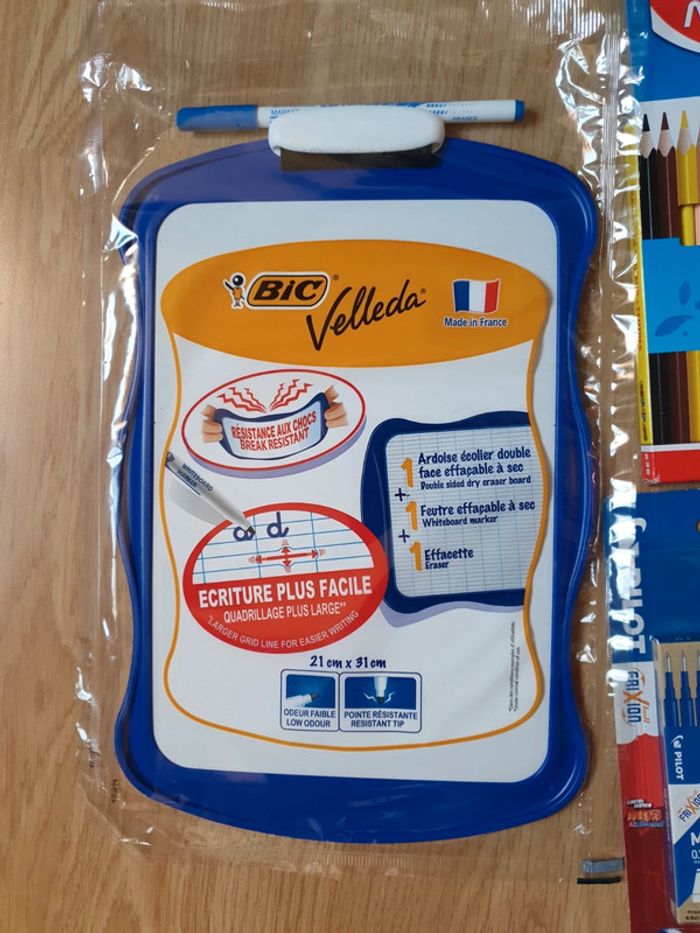 BIC®
Velleda®
Made in France
RÉSISTANCE AUX CHOCS
BREAK RESISTANT
WHITEBOARD
MARKER
a d
1 Ardoise écolier double
face effaçable à sec
Double sided dry eraser board
+
1 Feutre effaçable à sec
Whiteboard marker
+
1 Effacette
Eraser
ECRITURE PLUS FACILE
QUADRILLAGE PLUS LARGE**
"LARGER GRID LINE FOR EASIER WRITING
21 cm x 31 cm
ODEUR FAIBLE
LOW ODOUR
POINTE RÉSISTANTE
RESISTANT TIP
PILOT
FRIXION
PILOT